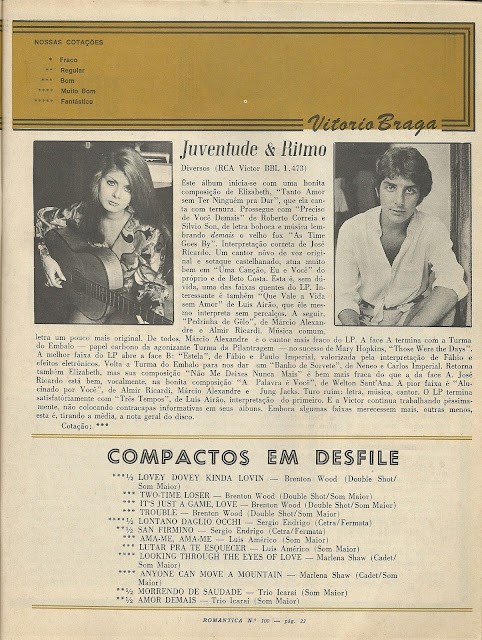 NOSSAS COTAÇÕES
* Fraco
** Regular
*** Bom
**** Muito Bom
***** Fantástico
Vitorio Braga
Juventude & Ritmo
Diversos (RCA Victor BBL 1.473)
Êste álbum inicia-se com uma bonita
composição de Elizabeth, "Tanto Amor
sem Ter Ninguém pra Dar", que ela can-
ta com ternura. Prossegue com "Preciso
de Você Demais" de Roberto Correia e
Silvio Son, de letra boboca e música lem-
brando demais o velho fox "As Time
Goes By". Interpretação correta de José
Ricardo. Um cantor nôvo de voz origi-
nal e sotaque castelhanado, atua muito
bem em "Uma Canção, Eu e Você" do
próprio e de Beto Costa. Esta é, sem dú-
vida, uma das faixas quentes do LP. In-
teressante é também "Que Vale a Vida
sem Amor" de Luis Airão, que êle mes-
mo interpreta sem percalços. A seguir,
"Pedrinha de Gêlo", de Márcio Alexan-
dre e Almir Ricardi. Música comum,
letra um pouco mais original. De todos, Márcio Alexandre é o cantor mais fraco do LP. A face A termina com a Turma
do Embalo — papel carbono da agonizante Turma da Pilantragem — no sucesso de Mary Hopkins, "Those Were the Days".
A melhor faixa do LP abre a face B: "Estela", de Fábio e Paulo Imperial, valorizada pela interpretação de Fábio e
efeitos eletrônicos. Volta a Turma do Embalo para nos dar um "Banho de Sorvete", de Neneo e Carlos Imperial. Retorna
também Elizabeth, mas sua composição "Não Me Deixes Nunca Mais" é bem mais fraca do que a da face A. José
Ricardo está bem, vocalmente, na bonita composição "A Palavra é Você", de Welton Sant'Ana. A pior faixa é "Alu-
cinado por Você", de Almir Ricardi, Márcio Alexandre e Jung Jacks. Turo ruim: letra, música, cantor. O LP termina
satisfatòriamente com "Três Tempos", de Luis Airão, interpretação do primeiro. E a Victor continua trabalhando pèssima-
mente, não colocando contracapas informativas em seus álbuns. Embora algumas faixas merecessem mais, outras menos,
esta é, tirando a média, a nota geral do disco.
Cotação: ***
COMPACTOS EM DESFILE
***½ LOVEY DOVEY KINDA LOVIN — Brenton Wood (Double Shot/
Som Maior)
*** TWO-TIME LOSER — Brenton Wood (Double Shot/Som Maior)
*** IT'S JUST A GAME, LOVE — Brenton Wood (Double Shot/Som Maior)
*** TROUBLE — Brenton Wood (Double Shot/Som Maior)
****½ LONTANO DAGLIO OCCHI — Sergio Endrigo (Cetra/Fermata)
**½ SAN FIRMINO — Sergio Endrigo (Cetra/Fermata)
*** AMA-ME, AMA-ME — Luis Américo (Som Maior)
*** LUTAR PRA TE ESQUECER — Luis Américo (Som Maior)
**** LOOKING THROUGH THE EYES OF LOVE — Marlena Shaw (Cadet/
Som Maior)
**** ANYONE CAN MOVE A MOUNTAIN — Marlena Shaw (Cadet/Som
Maior)
**½ MORRENDO DE SAUDADE — Trio Icaraí (Som Maior)
**½ AMOR DEMAIS — Trio Icaraí (Som Maior)
ROMANTICA N.° 109 — pág. 22